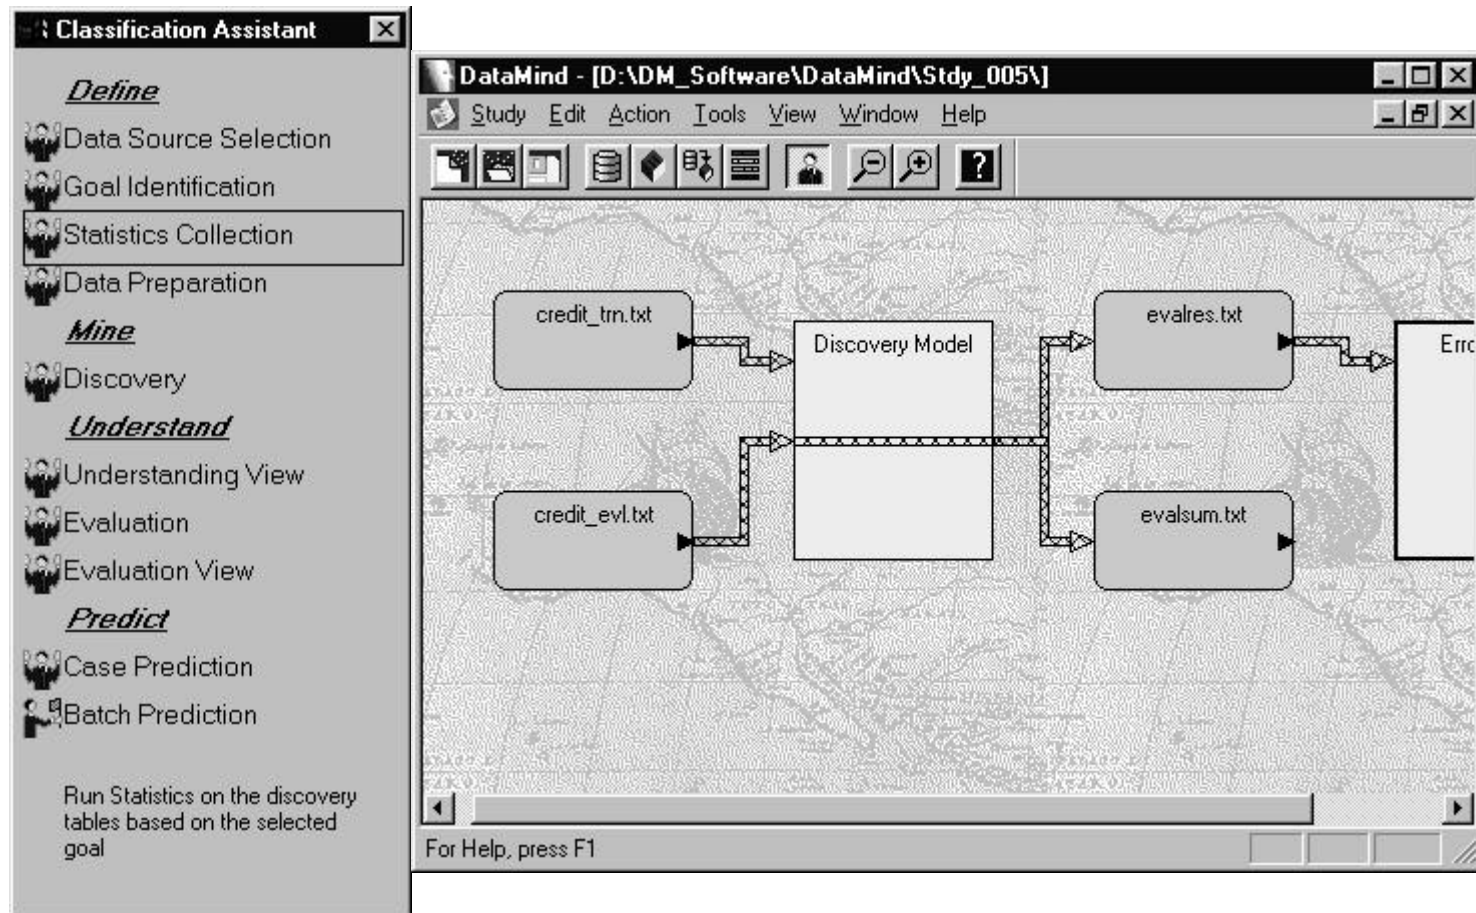 Classification Assistant
Define
Data Source Selection
Goal Identification
Statistics Collection
Data Preparation
Mine
Discovery
Understand
Understanding View
Evaluation
Evaluation View
Predict
Case Prediction
Batch Prediction
Run Statistics on the discovery
tables based on the selected
goal
DataMind - [D:\DM_Software\DataMind\Stdy_005\]
Study Edit Action Tools View Window Help
credit_trn.txt
Discovery Model
evalres.txt
Erro
credit_evl.txt
evalsum.txt
For Help, press F1